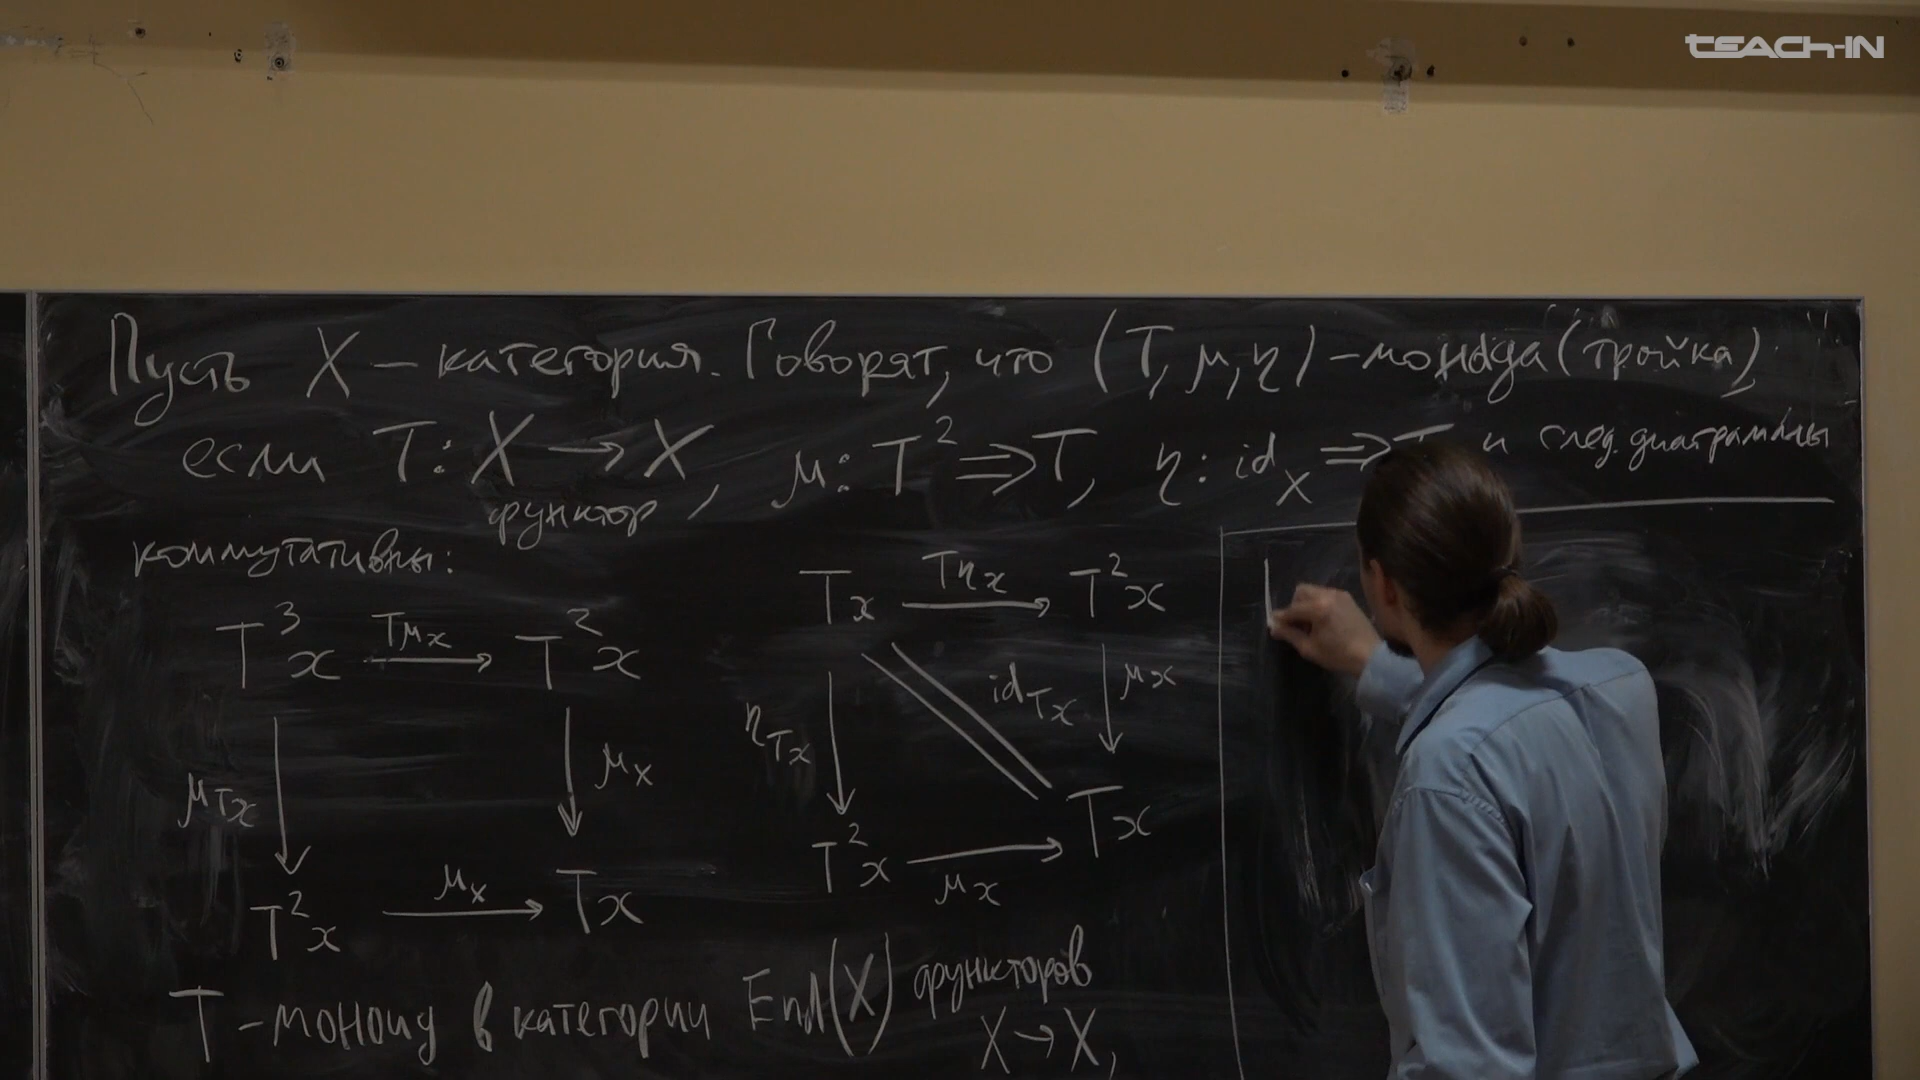 TEACH-IN
Пусть X – категория. Говорят, что (T, μ, η) – монада (тройка),
если T: X → X, μ: T² ⇒ T, η: id_X ⇒ T и след. диаграммы
функтор
коммутативны:
Tx Tη_x T²x
T³x Tμ_x T²x
id_Tx μ_x
η_Tx
μ_Tx μ_x
Tx
T²x μ_x
T²x μ_x Tx
T – моноид в категории End(X) функторов
X → X,